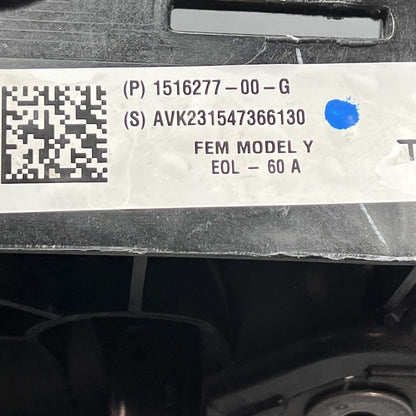 (P) 1516277-00-G
(S) AVK231547366130
FEM MODEL Y
EOL - 60 A